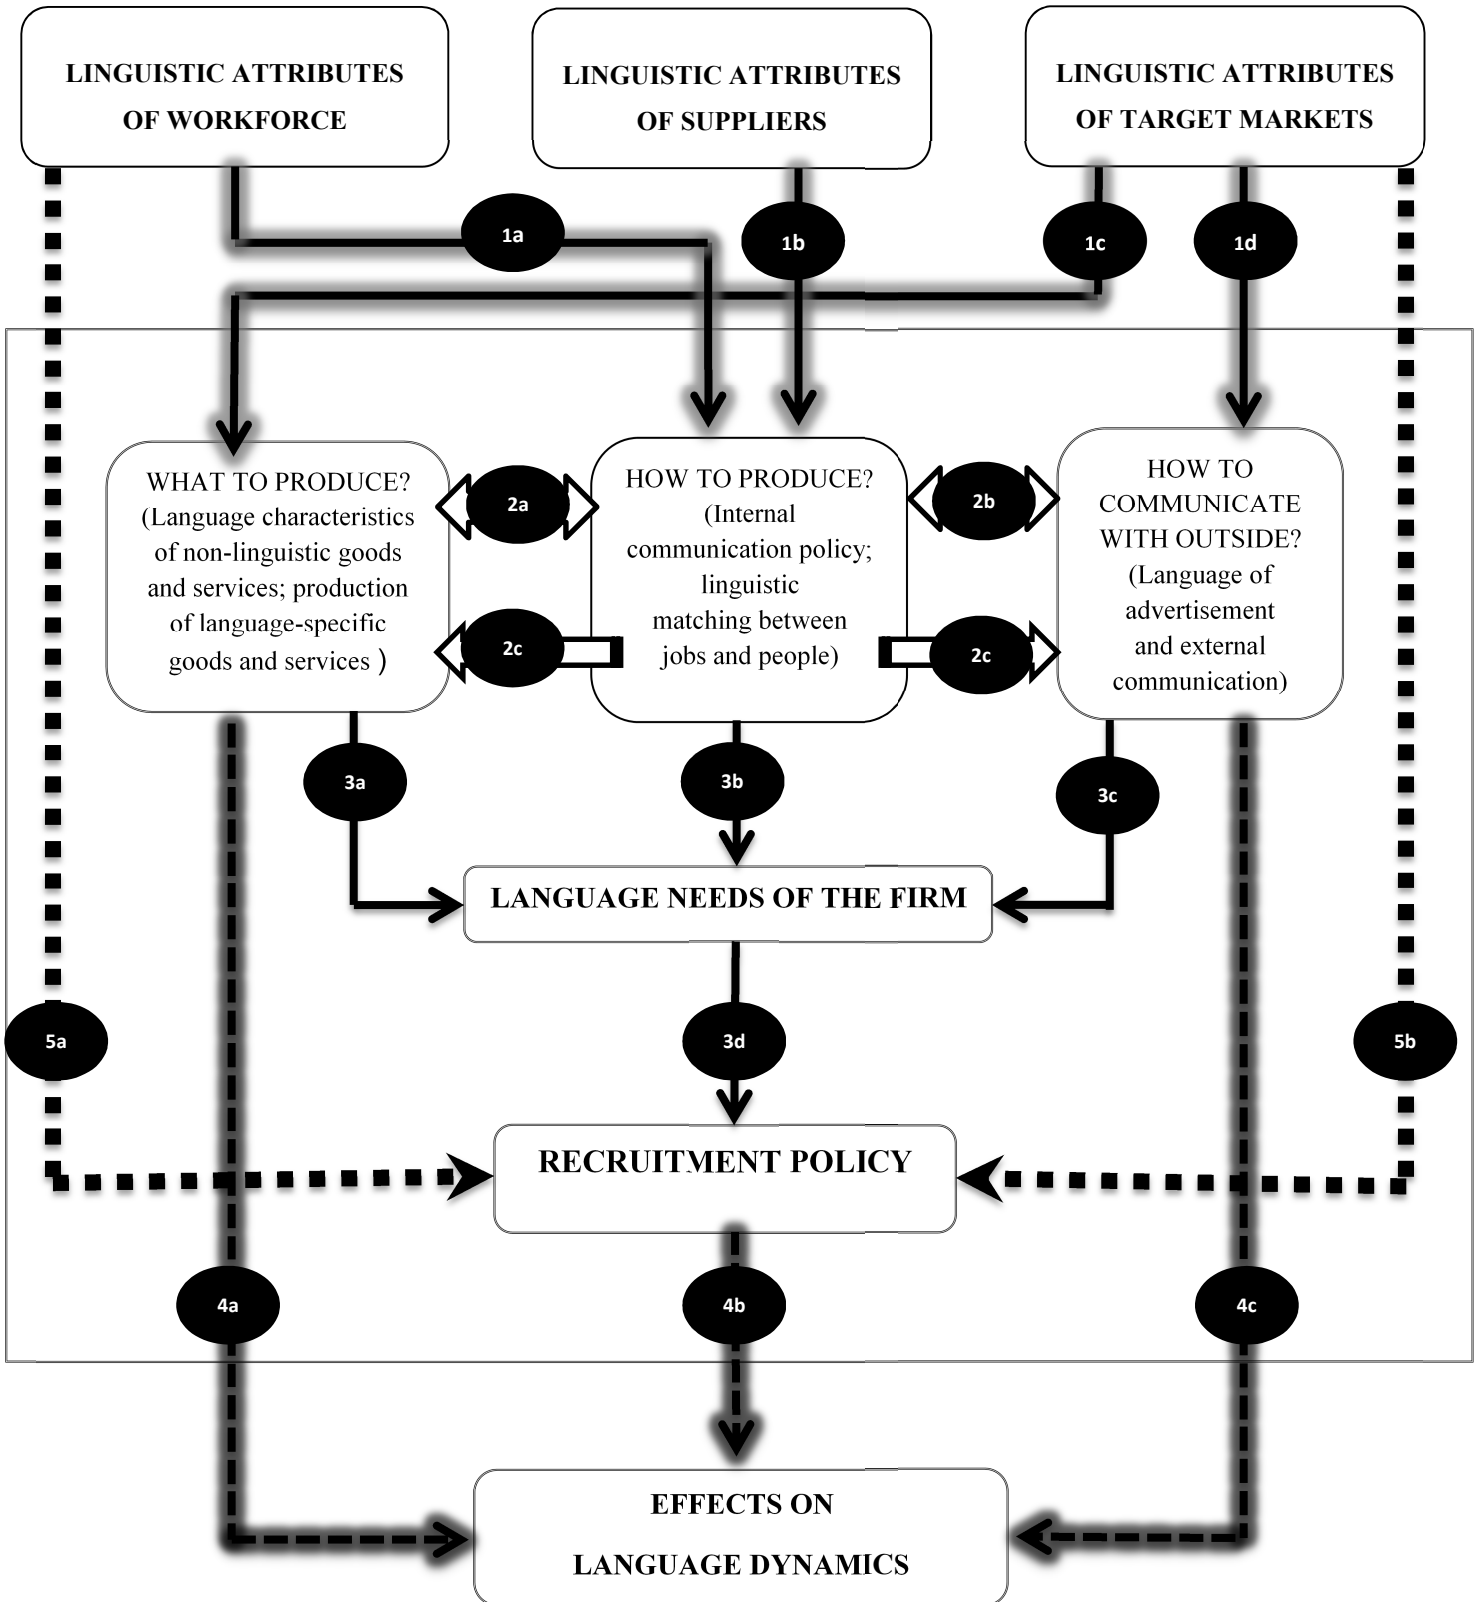 LINGUISTIC ATTRIBUTES
OF WORKFORCE
LINGUISTIC ATTRIBUTES
OF SUPPLIERS
LINGUISTIC ATTRIBUTES
OF TARGET MARKETS
1a
1b
1c
1d
WHAT TO PRODUCE?
(Language characteristics
of non-linguistic goods
and services; production
of language-specific
goods and services )
2a
2c
HOW TO PRODUCE?
(Internal
communication policy;
linguistic
matching between
jobs and people)
2b
2c
HOW TO
COMMUNICATE
WITH OUTSIDE?
(Language of
advertisement
and external
communication)
3a
3b
3c
LANGUAGE NEEDS OF THE FIRM
5a
3d
5b
RECRUITMENT POLICY
4a
4b
4c
EFFECTS ON
LANGUAGE DYNAMICS